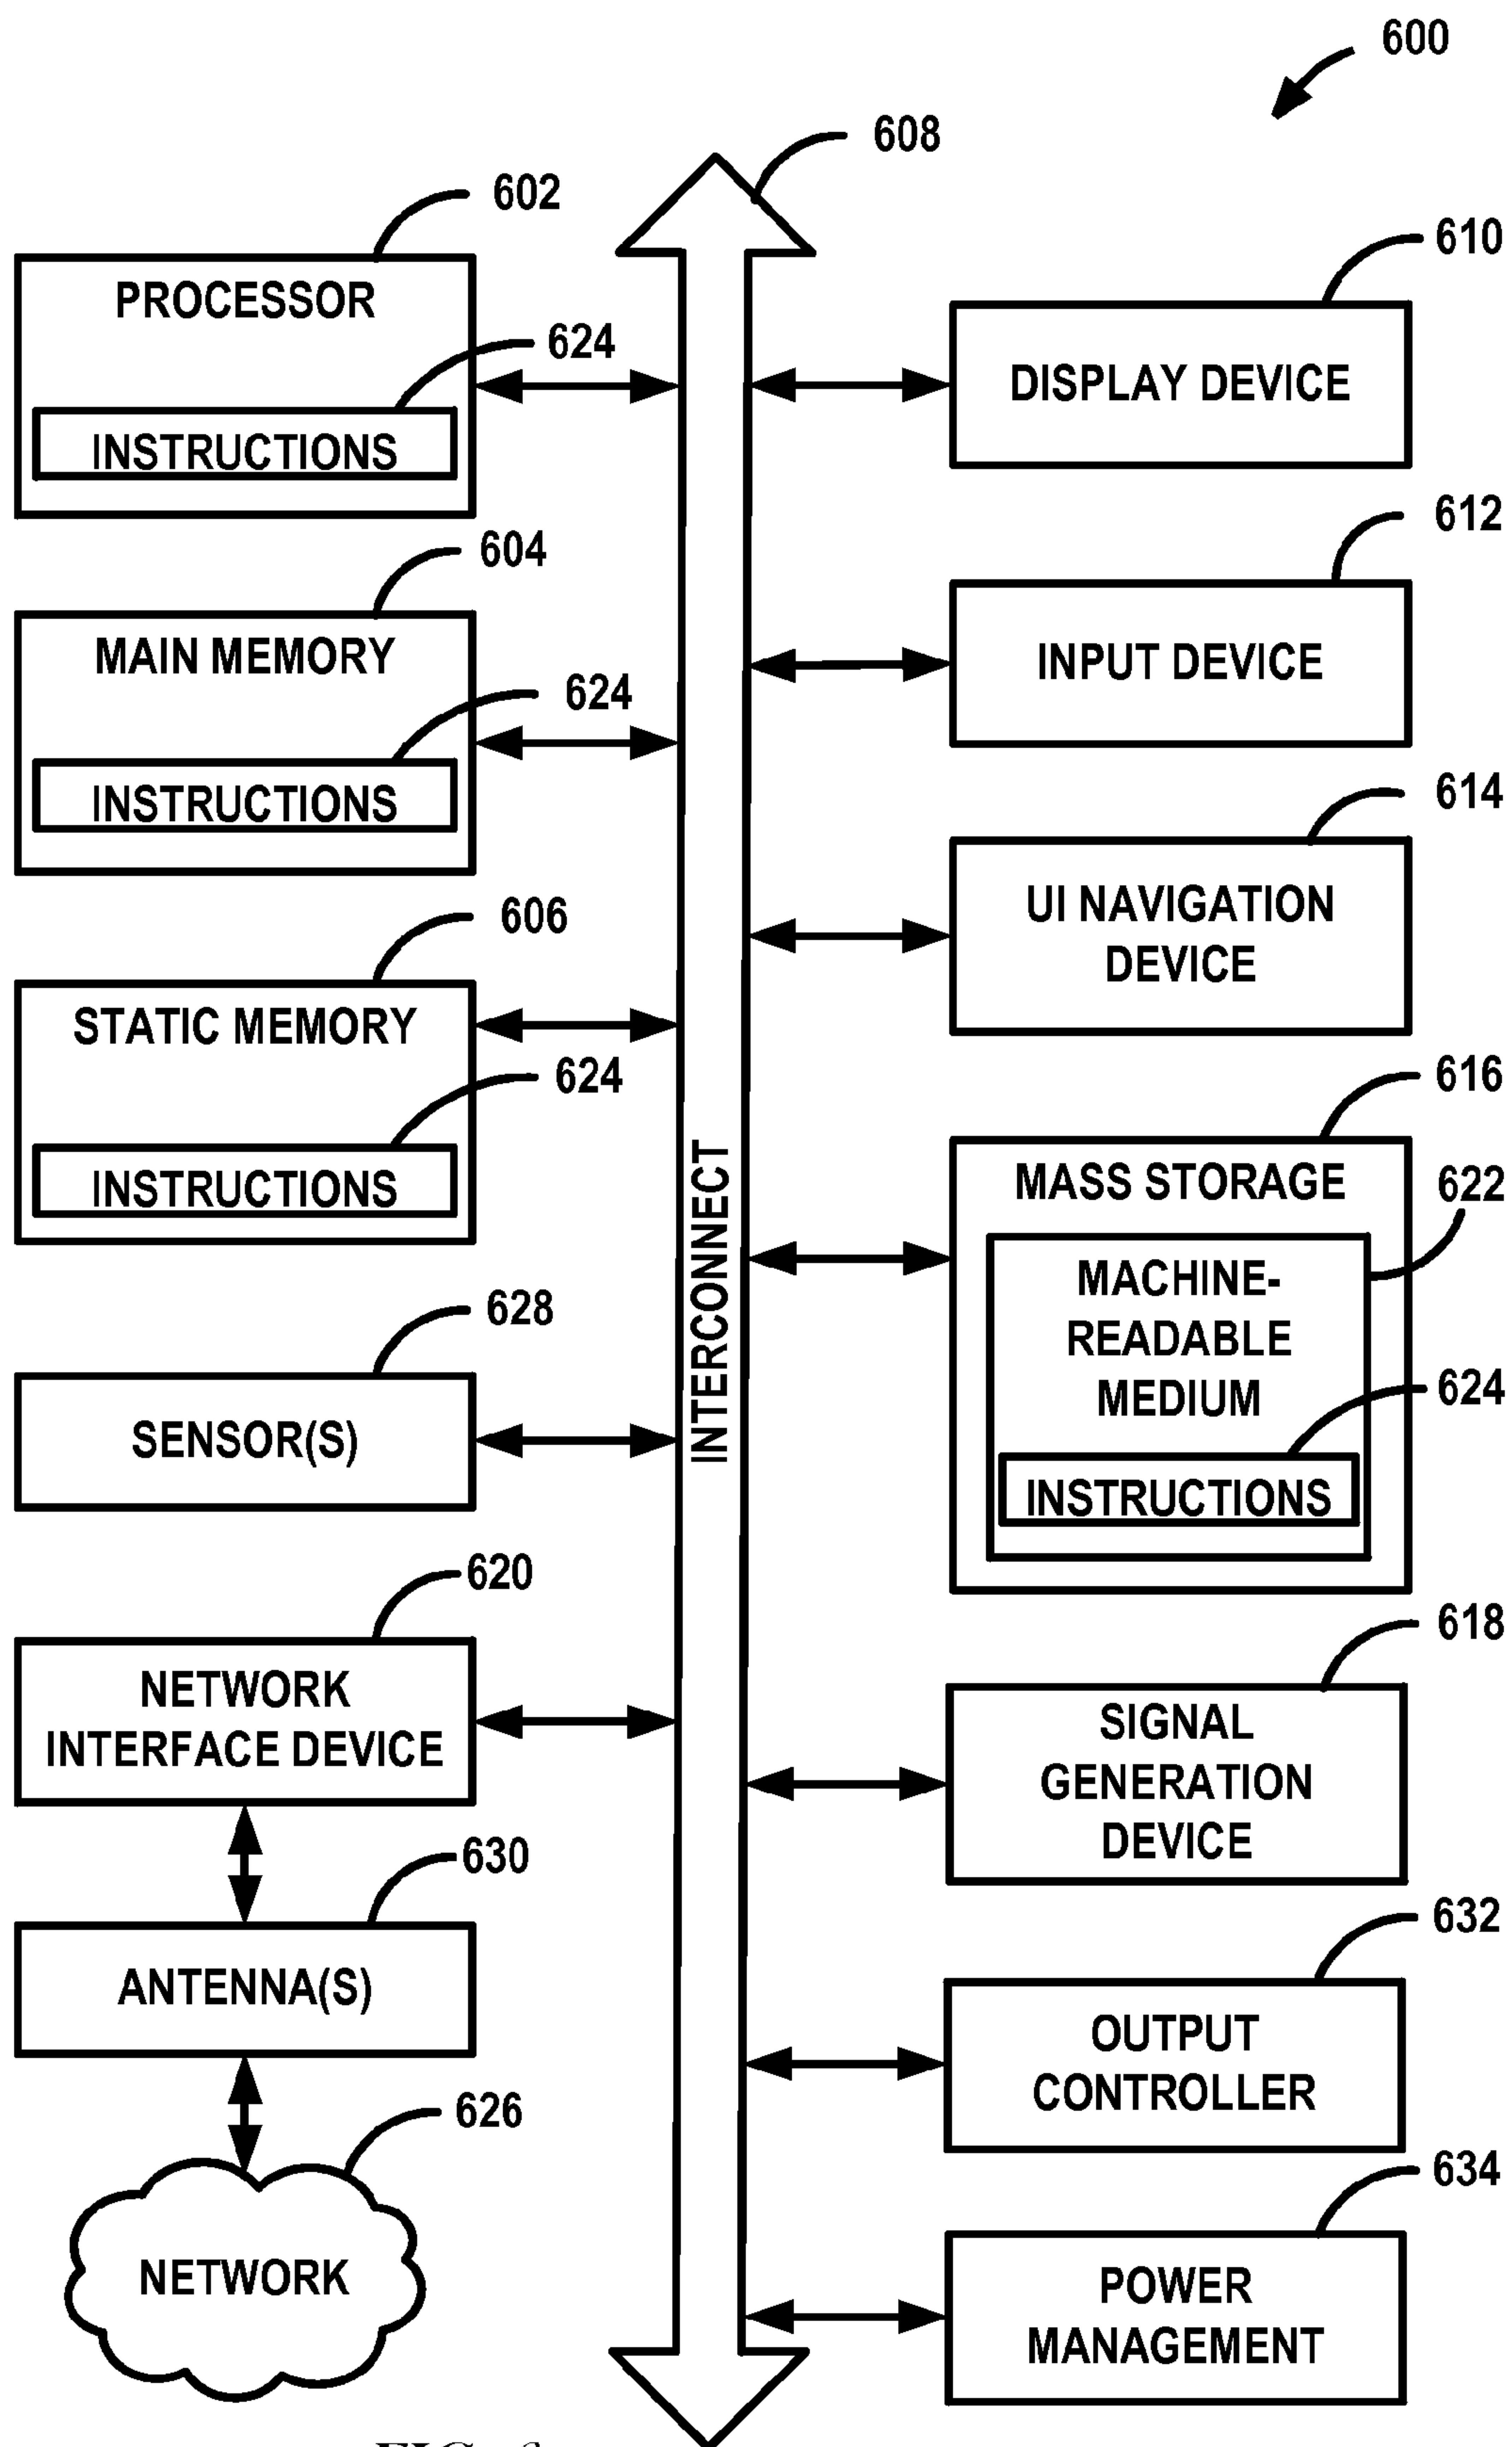 600
608
602
PROCESSOR
624
INSTRUCTIONS
604
MAIN MEMORY
624
INSTRUCTIONS
606
STATIC MEMORY
624
INSTRUCTIONS
628
SENSOR(S)
620
NETWORK
INTERFACE DEVICE
630
ANTENNA(S)
626
NETWORK
INTERCONNECT
610
DISPLAY DEVICE
612
INPUT DEVICE
614
UI NAVIGATION
DEVICE
616
MASS STORAGE
622
MACHINE-
READABLE
MEDIUM
624
INSTRUCTIONS
618
SIGNAL
GENERATION
DEVICE
632
OUTPUT
CONTROLLER
634
POWER
MANAGEMENT